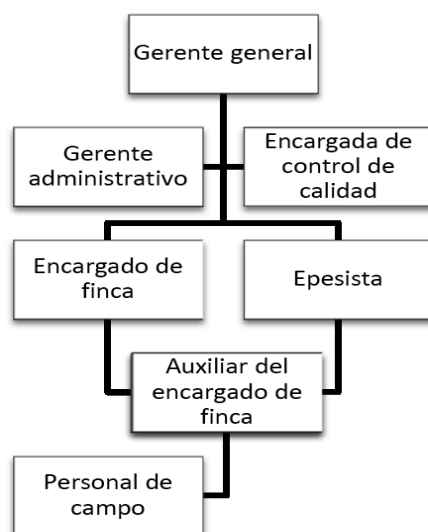 Gerente general
Gerente
administrativo
Encargada de
control de
calidad
Encargado de
finca
Epesista
Auxiliar del
encargado de
finca
Personal de
campo